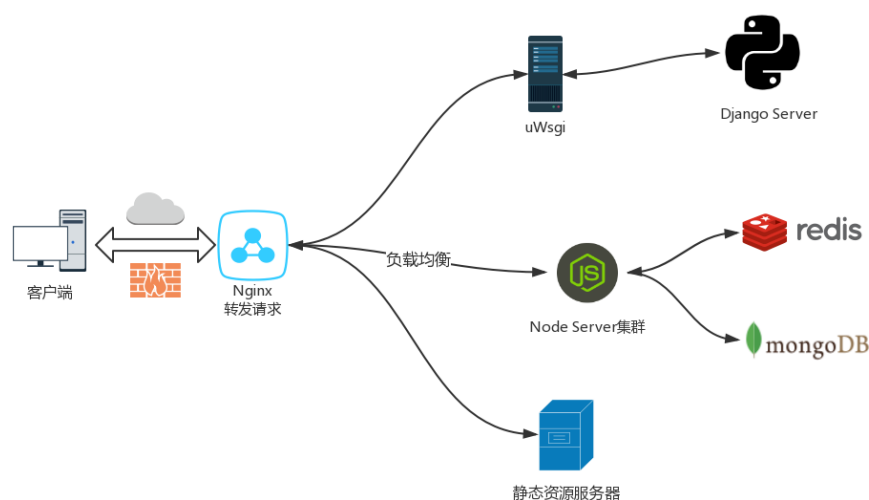 uWsgi
Django Server
客户端
Nginx
转发请求
负载均衡
JS
Node Server集群
redis
mongoDB
静态资源服务器